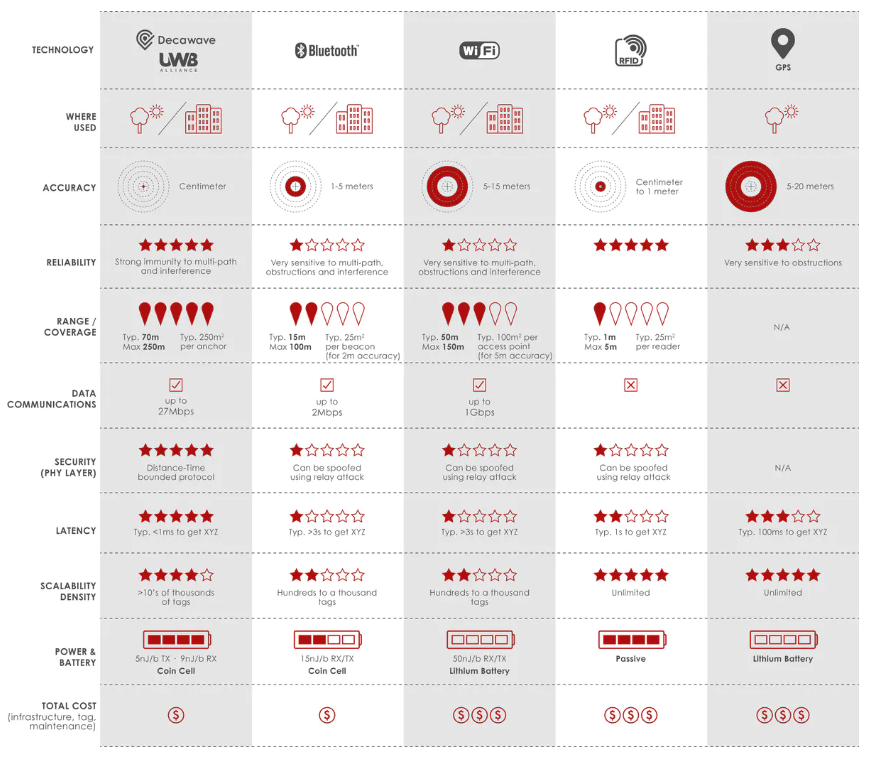 TECHNOLOGY
Decawave
UWB
ALLIANCE
Bluetooth™
WiFi
RFID
GPS
WHERE
USED
ACCURACY
Centimeter
1-5 meters
5-15 meters
Centimeter
to 1 meter
5-20 meters
RELIABILITY
Strong immunity to multi-path
and interference
Very sensitive to multi-path,
obstructions and interference
Very sensitive to multi-path,
obstructions and interference
Very sensitive to obstructions
RANGE /
COVERAGE
Typ. 70m
Max 250m
Typ. 250m²
per anchor
Typ. 15m
Max 100m
Typ. 25m²
per beacon
(for 2m accuracy)
Typ. 50m
Max 150m
Typ. 100m² per
access point
(for 5m accuracy)
Typ. 1m
Max 5m
Typ. 25m²
per reader
N/A
DATA
COMMUNICATIONS
up to
27Mbps
up to
2Mbps
up to
1Gbps
SECURITY
(PHY LAYER)
Distance-Time
bounded protocol
Can be spoofed
using relay attack
Can be spoofed
using relay attack
Can be spoofed
using relay attack
N/A
LATENCY
Typ. <1ms to get XYZ
Typ. >3s to get XYZ
Typ. >3s to get XYZ
Typ. 1s to get XYZ
Typ. 100ms to get XYZ
SCALABILITY
DENSITY
>10's of thousands
of tags
Hundreds to a thousand
tags
Hundreds to a thousand
tags
Unlimited
Unlimited
POWER &
BATTERY
5nJ/b TX - 9nJ/b RX
Coin Cell
15nJ/b RX/TX
Coin Cell
50nJ/b RX/TX
Lithium Battery
Passive
Lithium Battery
TOTAL COST
(infrastructure, tag,
maintenance)
$
$
$$$
$$$
$$$